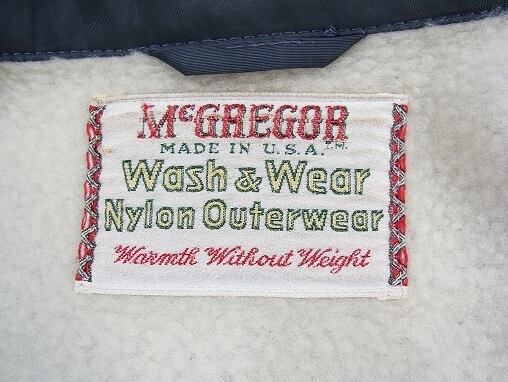 McGREGOR
MADE IN U.S.A. T.M.
Wash & Wear
Nylon Outerwear
Warmth Without Weight